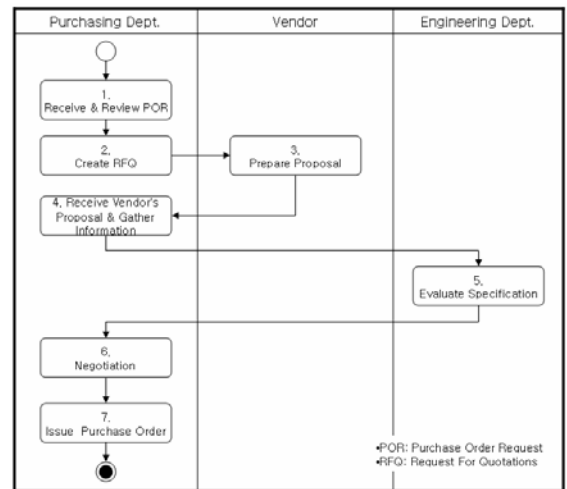 Purchasing Dept.
Vendor
Engineering Dept.
1,
Receive & Review POR
2,
Create RFQ
3,
Prepare Proposal
4, Receive Vendor's
Proposal & Gather
Information
5,
Evaluate Specification
6,
Negotiation
7,
Issue Purchase Order
•POR: Purchase Order Request
•RFQ: Request For Quotations